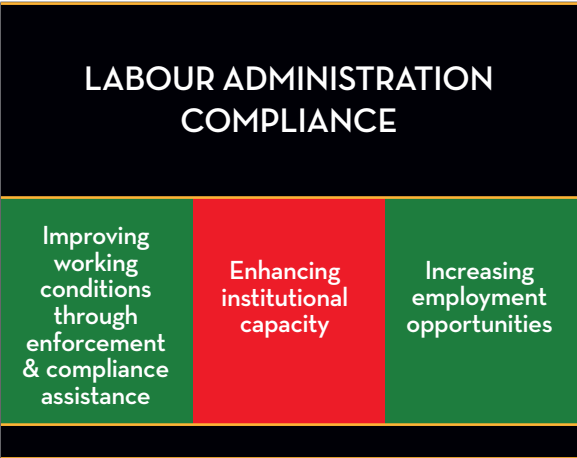 LABOUR ADMINISTRATION
COMPLIANCE
Improving
working
conditions
through
enforcement
& compliance
assistance
Enhancing
institutional
capacity
Increasing
employment
opportunities